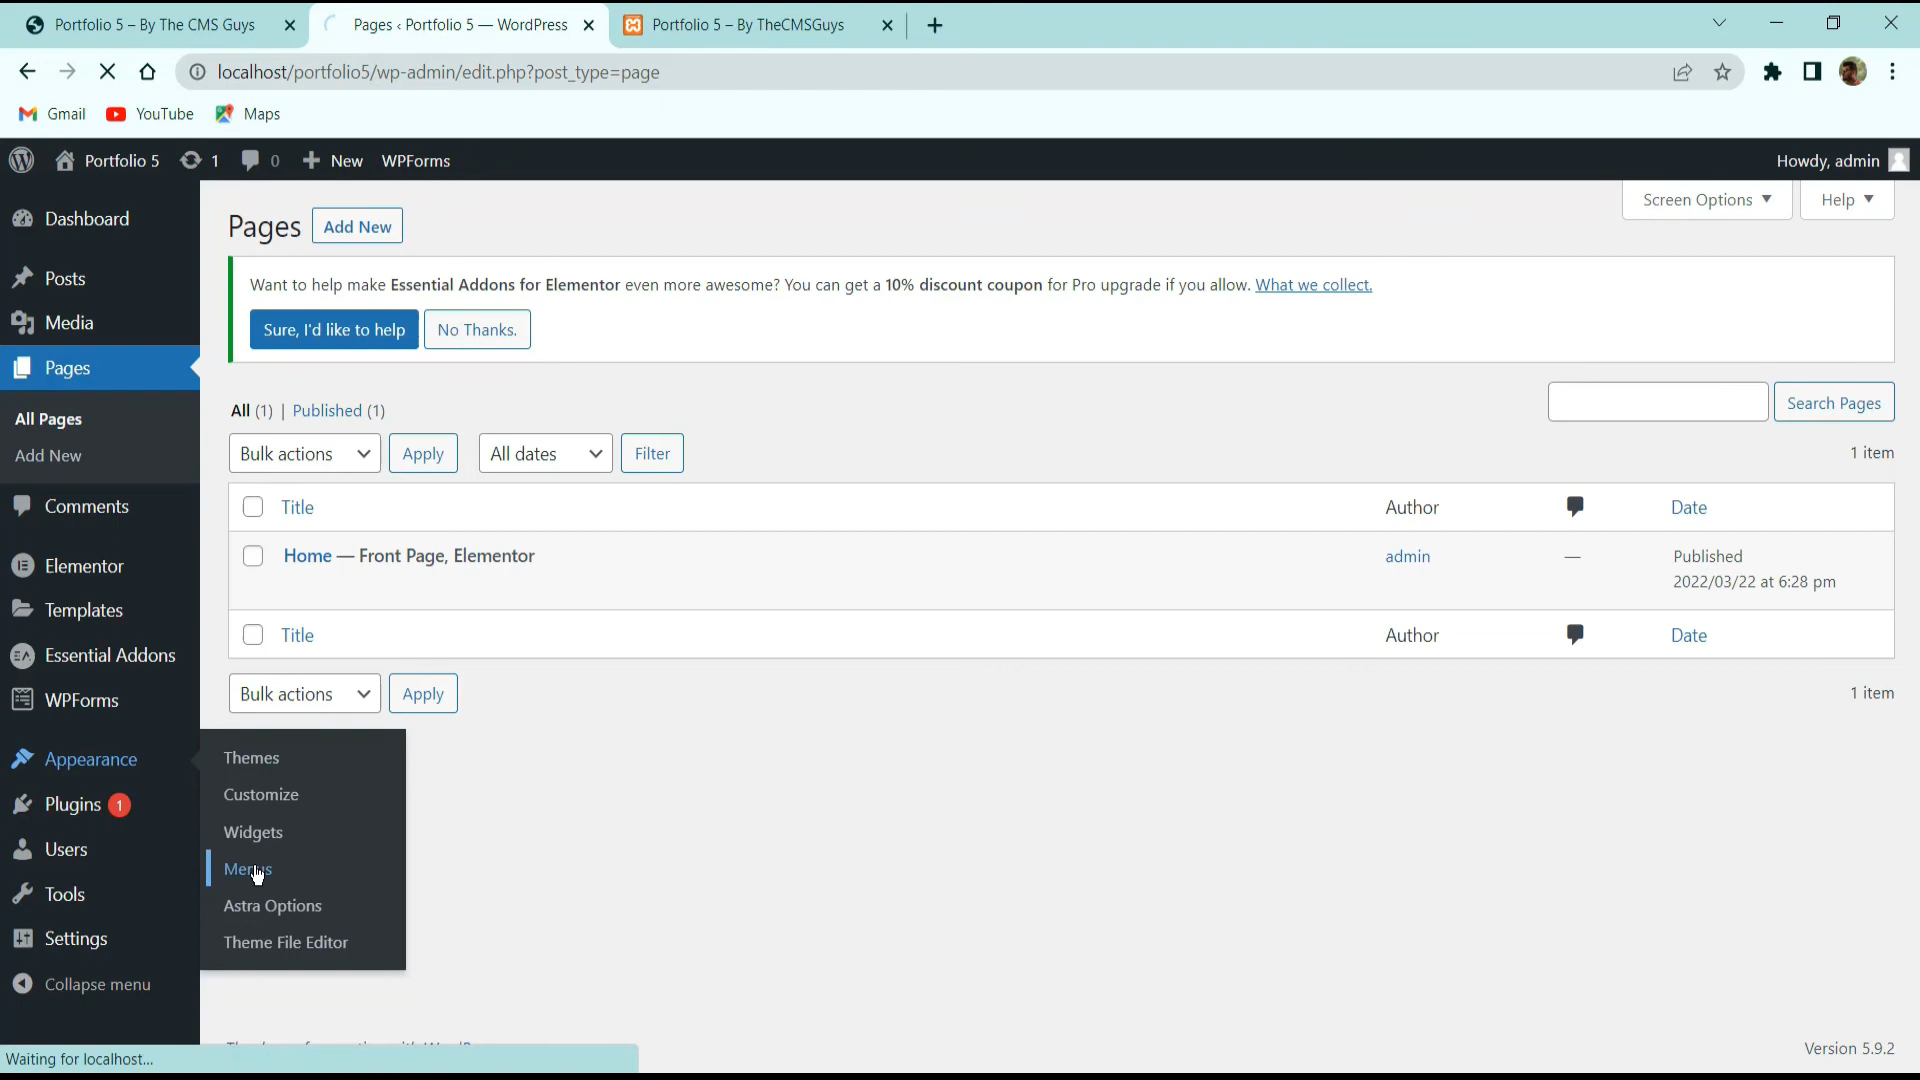 Portfolio 5 – By The CMS Guys
Pages ‹ Portfolio 5 — WordPress
Portfolio 5 – By TheCMSGuys
localhost/portfolio5/wp-admin/edit.php?post_type=page
Gmail
YouTube
Maps
Portfolio 5
1
0
New
WPForms
Howdy, admin
Dashboard
Posts
Media
Pages
All Pages
Add New
Comments
Elementor
Templates
Essential Addons
WPForms
Appearance
Plugins 1
Users
Tools
Settings
Collapse menu
Screen Options
Help
Pages
Add New
Want to help make Essential Addons for Elementor even more awesome? You can get a 10% discount coupon for Pro upgrade if you allow. What we collect.
Sure, I'd like to help
No Thanks.
All (1) | Published (1)
Search Pages
Bulk actions
Apply
All dates
Filter
1 item
Title
Author
Date
Home — Front Page, Elementor
admin
—
Published
2022/03/22 at 6:28 pm
Title
Author
Date
Bulk actions
Apply
1 item
Themes
Customize
Widgets
Menus
Astra Options
Theme File Editor
Version 5.9.2
Waiting for localhost...